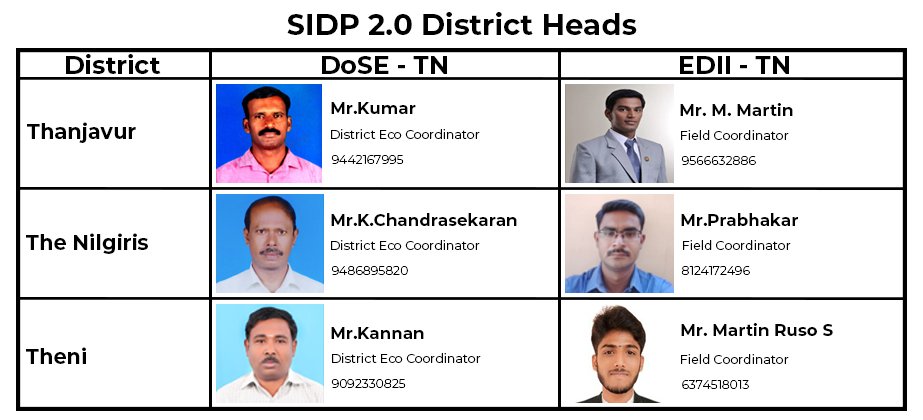 SIDP 2.0 District Heads
District DoSE - TN EDII - TN
Thanjavur
Mr.Kumar
District Eco Coordinator
9442167995
Mr. M. Martin
Field Coordinator
9566632886
The Nilgiris
Mr.K.Chandrasekaran
District Eco Coordinator
9486895820
Mr.Prabhakar
Field Coordinator
8124172496
Theni
Mr.Kannan
District Eco Coordinator
9092330825
Mr. Martin Ruso S
Field Coordinator
6374518013